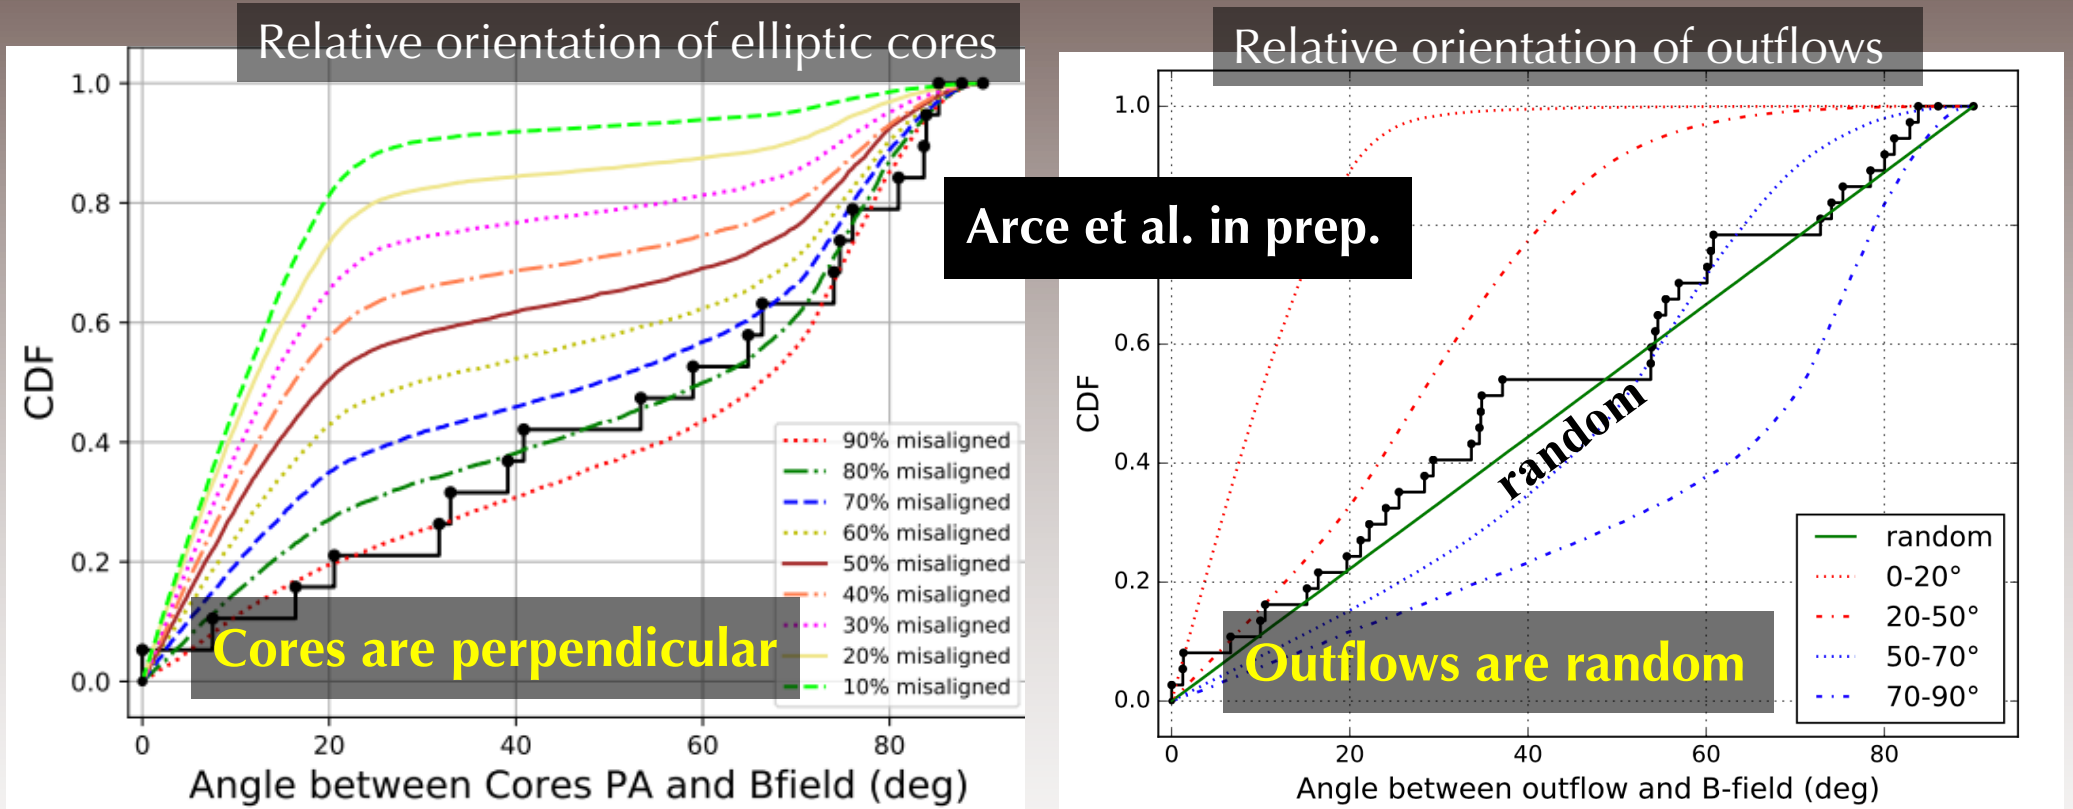 Relative orientation of elliptic cores
1.0
0.8
0.6
0.4
0.2
0.0
CDF
90% misaligned
80% misaligned
70% misaligned
60% misaligned
50% misaligned
40% misaligned
30% misaligned
20% misaligned
10% misaligned
Cores are perpendicular
0 20 40 60 80
Angle between Cores PA and Bfield (deg)
Arce et al. in prep.
Relative orientation of outflows
1.0
0.6
0.4
0.2
0.0
CDF
random
random
0-20°
20-50°
50-70°
70-90°
Outflows are random
0 20 40 60 80
Angle between outflow and B-field (deg)